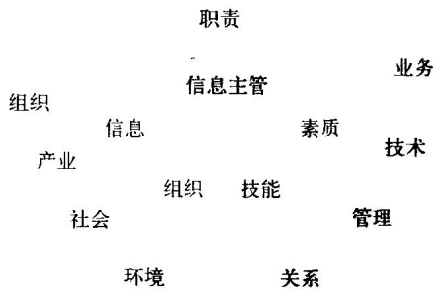 职责
业务
信息主管
组织
信息
素质
技术
产业
组织
技能
社会
管理
环境
关系